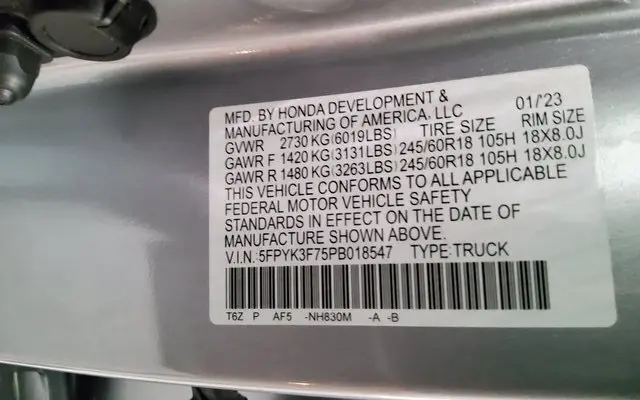 MFD. BY HONDA DEVELOPMENT & 01/'23
MANUFACTURING OF AMERICA, LLC
GVWR 2730 KG (6019LBS) TIRE SIZE RIM SIZE
GAWR F 1420 KG (3131LBS) 245/60R18 105H 18X8.0J
GAWR R 1480 KG (3263LBS) 245/60R18 105H 18X8.0J
THIS VEHICLE CONFORMS TO ALL APPLICABLE
FEDERAL MOTOR VEHICLE SAFETY
STANDARDS IN EFFECT ON THE DATE OF
MANUFACTURE SHOWN ABOVE.
V.I.N.:5FPYK3F75PB018547 TYPE:TRUCK
T6Z P AF5 -NH830M -A -B